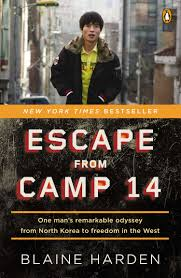 NEW YORK TIMES BESTSELLER
ESCAPE
FROM
CAMP 14
One man's remarkable odyssey
from North Korea to freedom in the West
BLAINE HARDEN